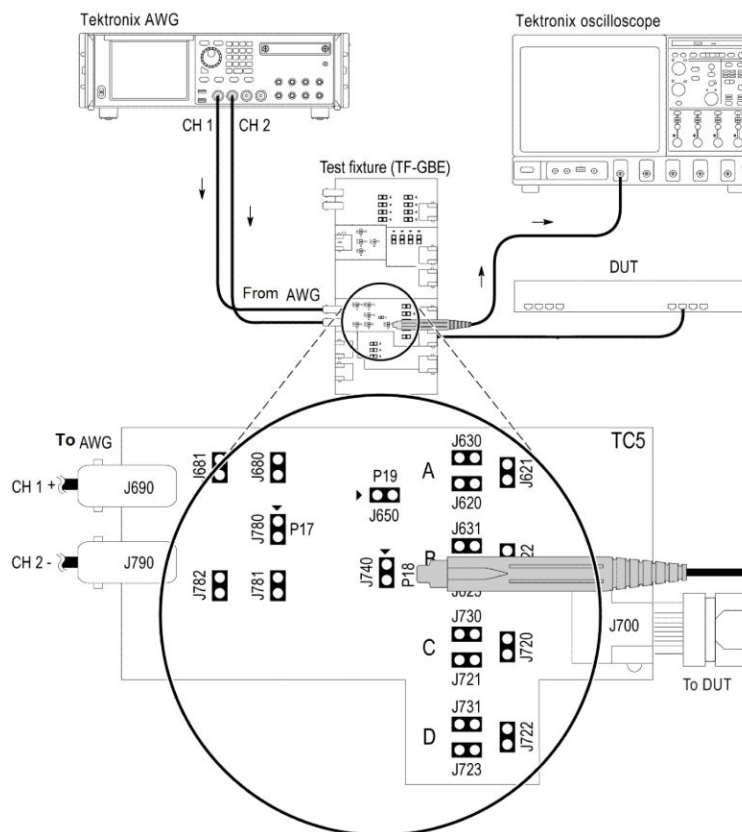 Tektronix AWG
Tektronix oscilloscope
CH 1
CH 2
Test fixture (TF-GBE)
DUT
From AWG
To AWG
TC5
CH 1 +
J690
J681
J680
P19
J650
A
J630
J620
J621
J780
P17
CH 2 -
J790
J782
J781
J740
P18
B
J631
22
J623
J700
To DUT
C
J730
J721
J720
D
J731
J723
J722